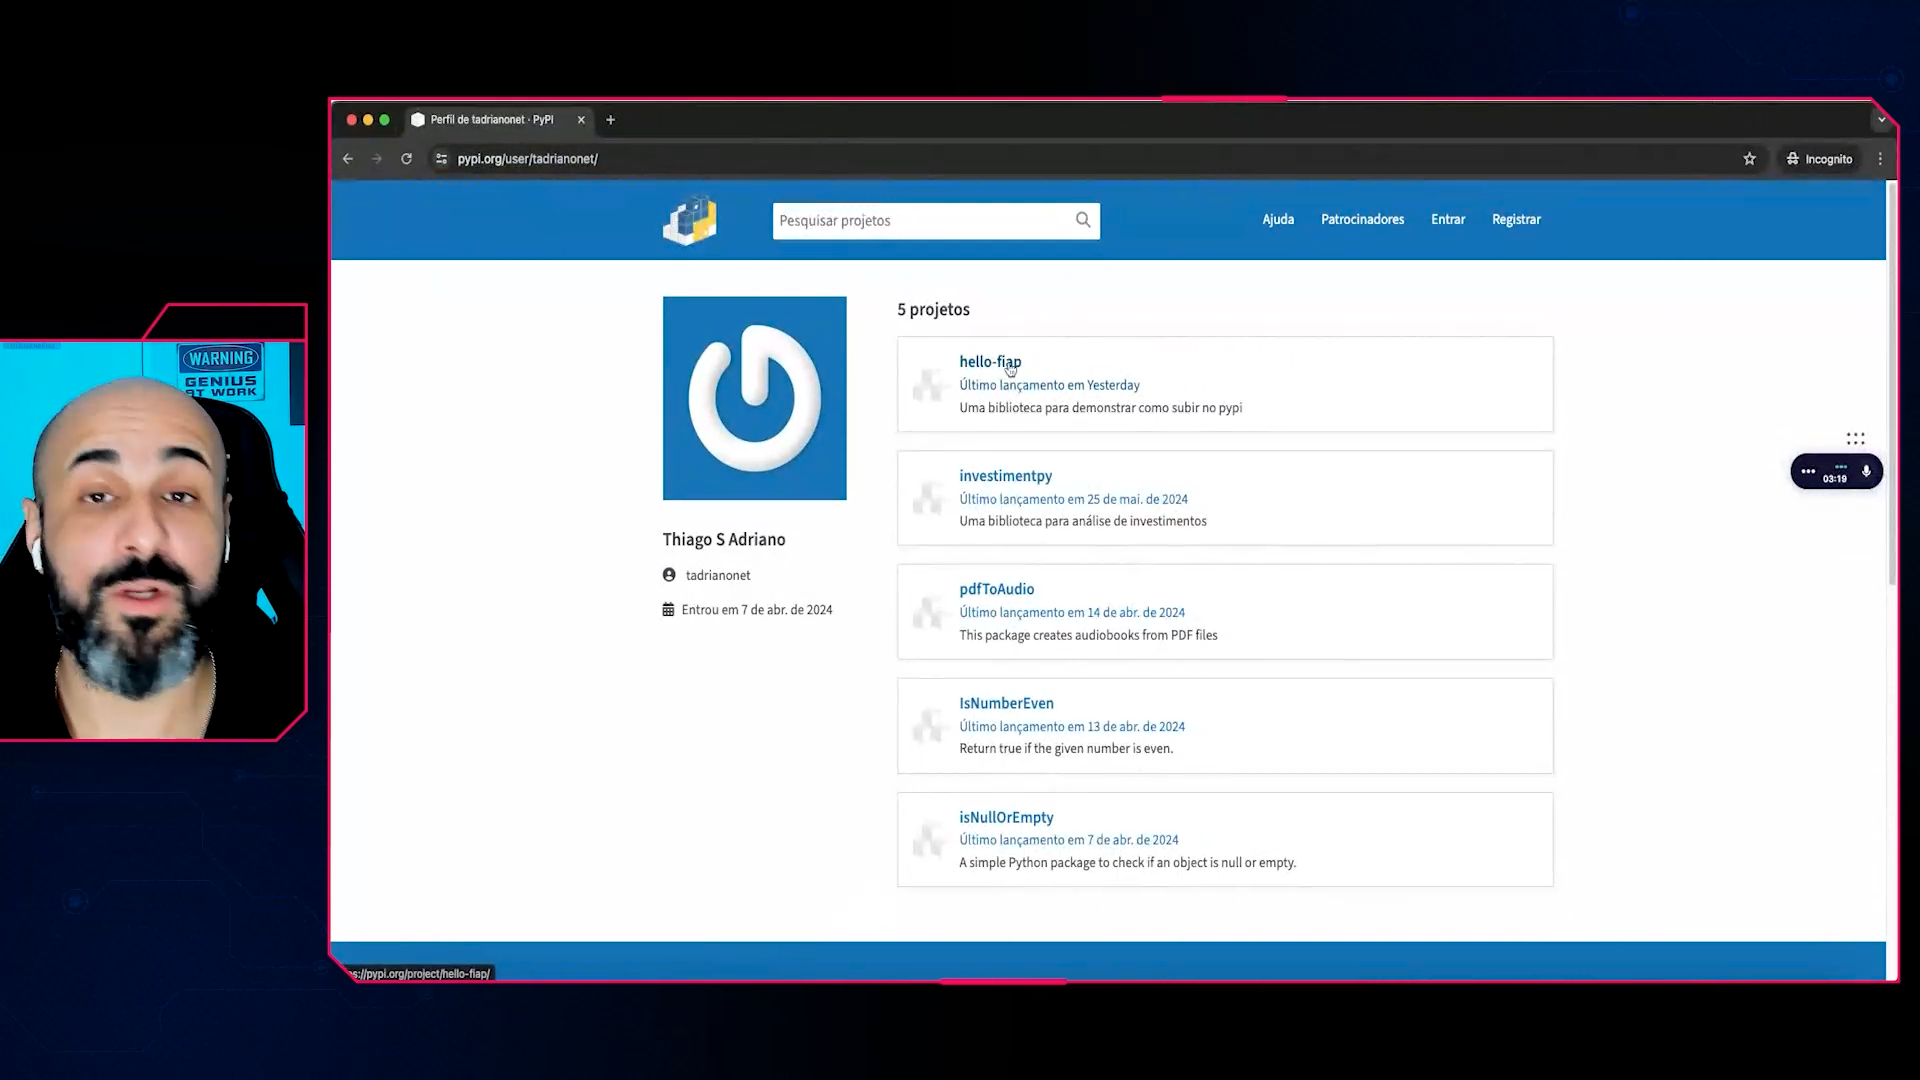 Perfil de tadrianonet · PyPI
pypi.org/user/tadrianonet/
Incognito
Pesquisar projetos
Ajuda
Patrocinadores
Entrar
Registrar
WARNING
GENIUS
AT WORK
5 projetos
hello-fiap
Último lançamento em Yesterday
Uma biblioteca para demonstrar como subir no pypi
investimentpy
Último lançamento em 25 de mai. de 2024
Uma biblioteca para análise de investimentos
03:19
Thiago S Adriano
tadrianonet
Entrou em 7 de abr. de 2024
pdfToAudio
Último lançamento em 14 de abr. de 2024
This package creates audiobooks from PDF files
IsNumberEven
Último lançamento em 13 de abr. de 2024
Return true if the given number is even.
isNullOrEmpty
Último lançamento em 7 de abr. de 2024
A simple Python package to check if an object is null or empty.
s://pypi.org/project/hello-fiap/